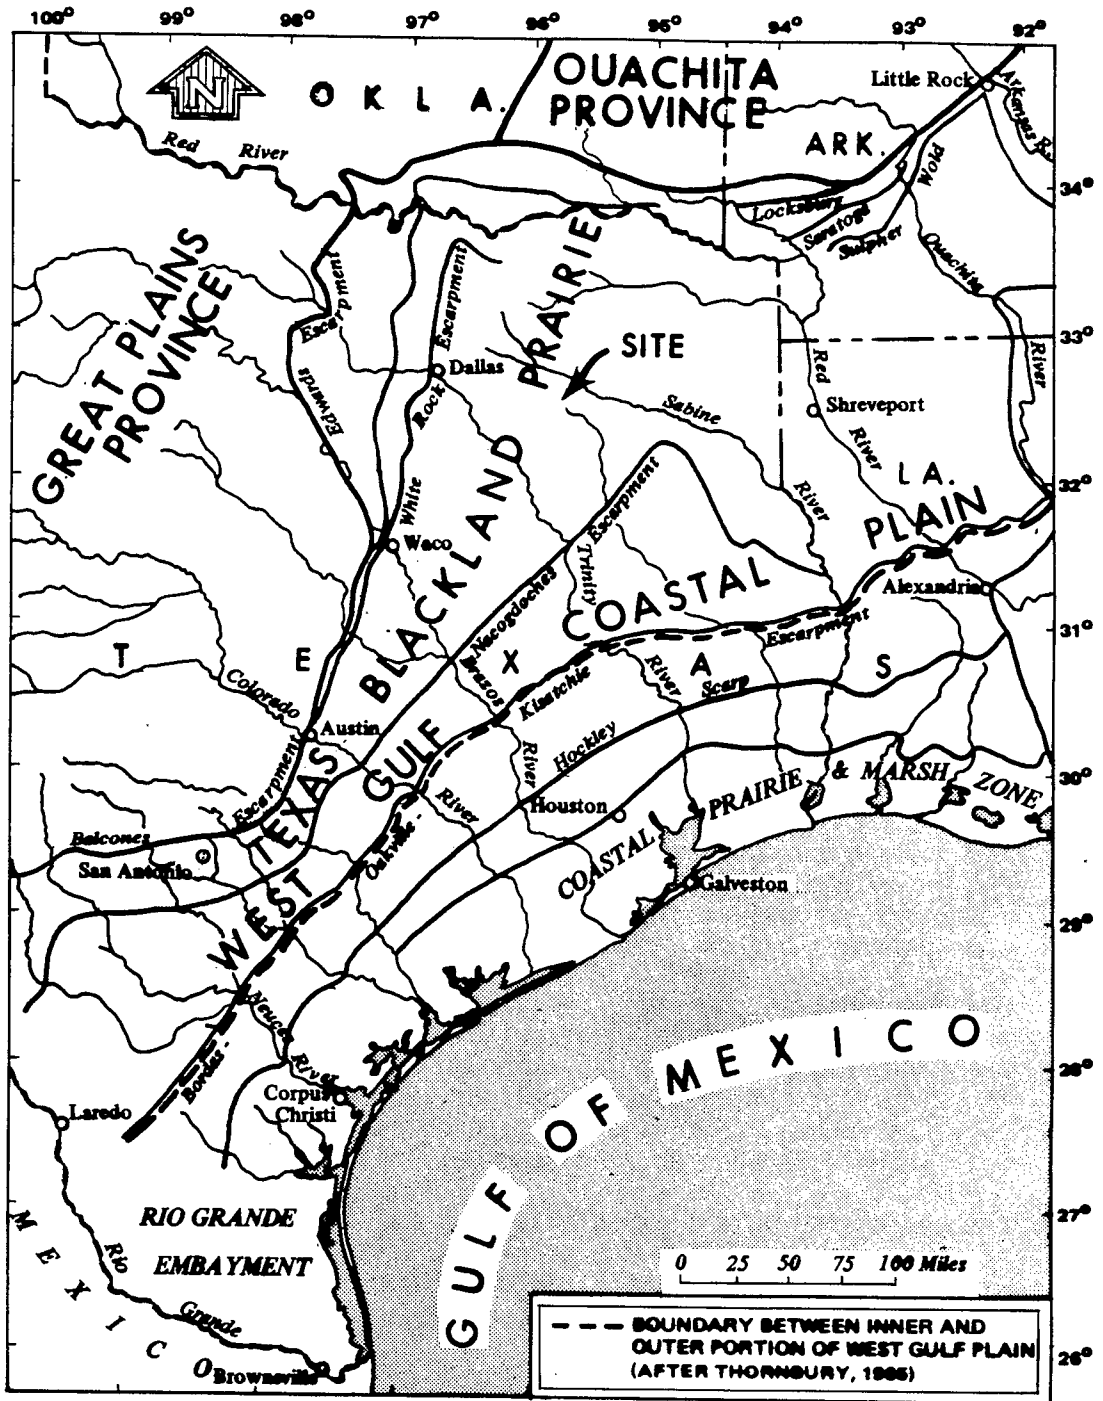 100° 99° 98° 97° 96° 95° 94° 93° 92°
N
OKLA.
OUACHITA
PROVINCE
Little Rock
Arkansas R.
ARK.
Red River
Wold
34°
Locksburg
Saratoga
Sulpher
Ouachita
River
GREAT PLAINS
PROVINCE
Escarpment
Edwards
Escarpment
Rock
White
PRAIRIE
33°
SITE
Dallas
Sabine
River
Red
River
Shreveport
LA.
32°
BLACKLAND
TEXAS
Waco
Nacogdoches
Escarpment
Trinity
River
PLAIN
COASTAL
GULF
WEST
Alexandria
Escarpment
31°
T E X A S
Brazos
River
Kisatchie
Scarp
Hockley
Colorado
River
Austin
Escarpment
Balcones
San Antonio
Oakville -
30°
Houston
COASTAL PRAIRIE & MARSH ZONE
Galveston
29°
Neuces
River
Bordas -
28°
Corpus
Christi
Laredo
GULF OF MEXICO
27°
RIO GRANDE
EMBAYMENT
MEXICO
Rio
Grande
Brownsville
0 25 50 75 100 Miles
26°
BOUNDARY BETWEEN INNER AND
OUTER PORTION OF WEST GULF PLAIN
(AFTER THORNBURY, 1965)